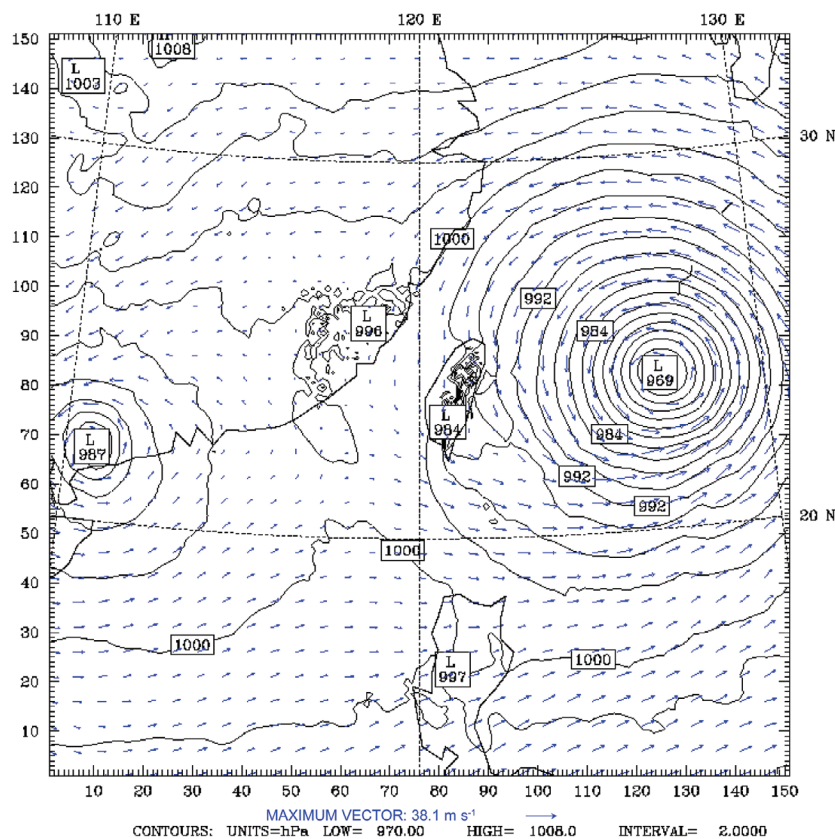 110 E 120 E 130 E
150
1008
L
1003
140
130
30 N
120
110
1000
100
992
L
996
984
90
L
969
80
L
984
L
987
70
984
992
60
992
20 N
50
1000
40
30
1000
1000
L
997
20
10
10 20 30 40 50 60 70 80 90 100 110 120 130 140 150
MAXIMUM VECTOR: 38.1 m s-1
CONTOURS: UNITS=hPa LOW= 970.00 HIGH= 1008.0 INTERVAL= 2.0000